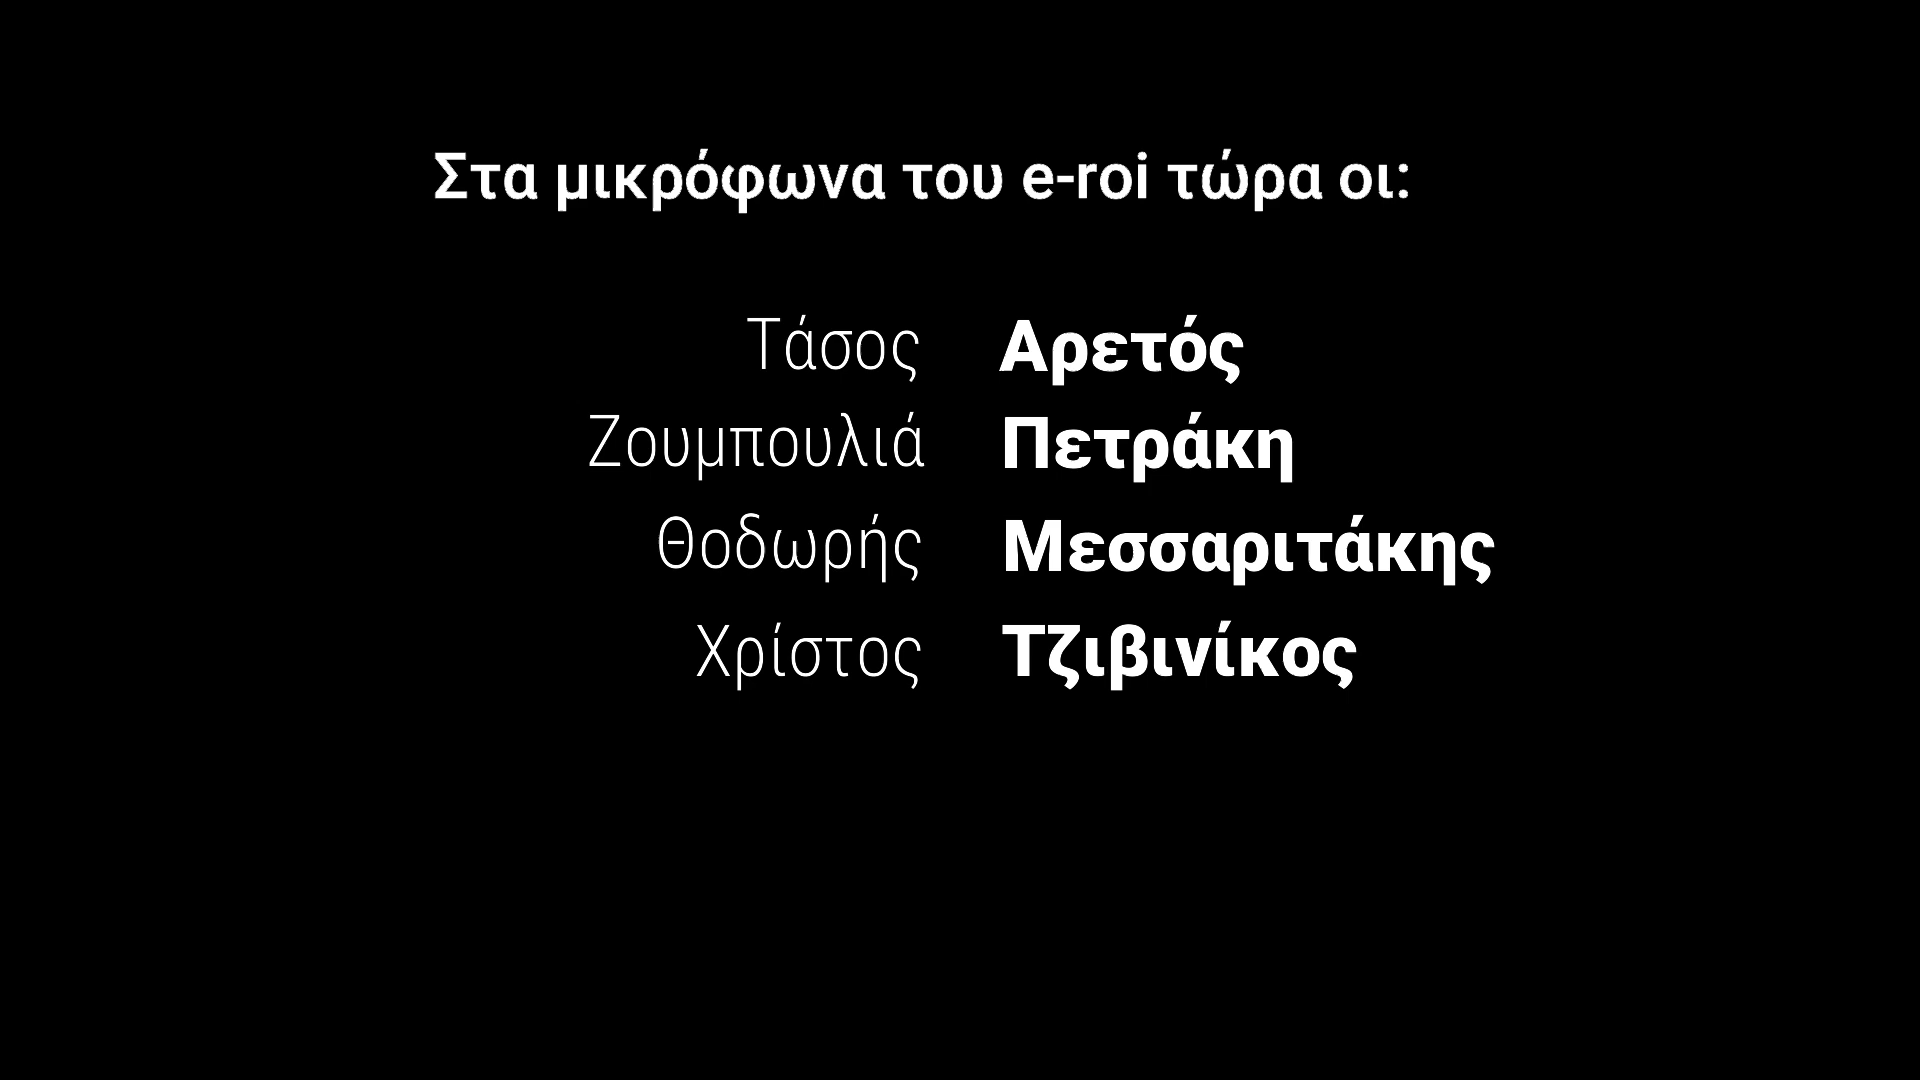 Στα μικρόφωνα του e-roi τώρα οι:
Τάσος Αρετός
Ζουμπουλιά Πετράκη
Θοδωρής Μεσσαριτάκης
Χρίστος Τζιβινίκος